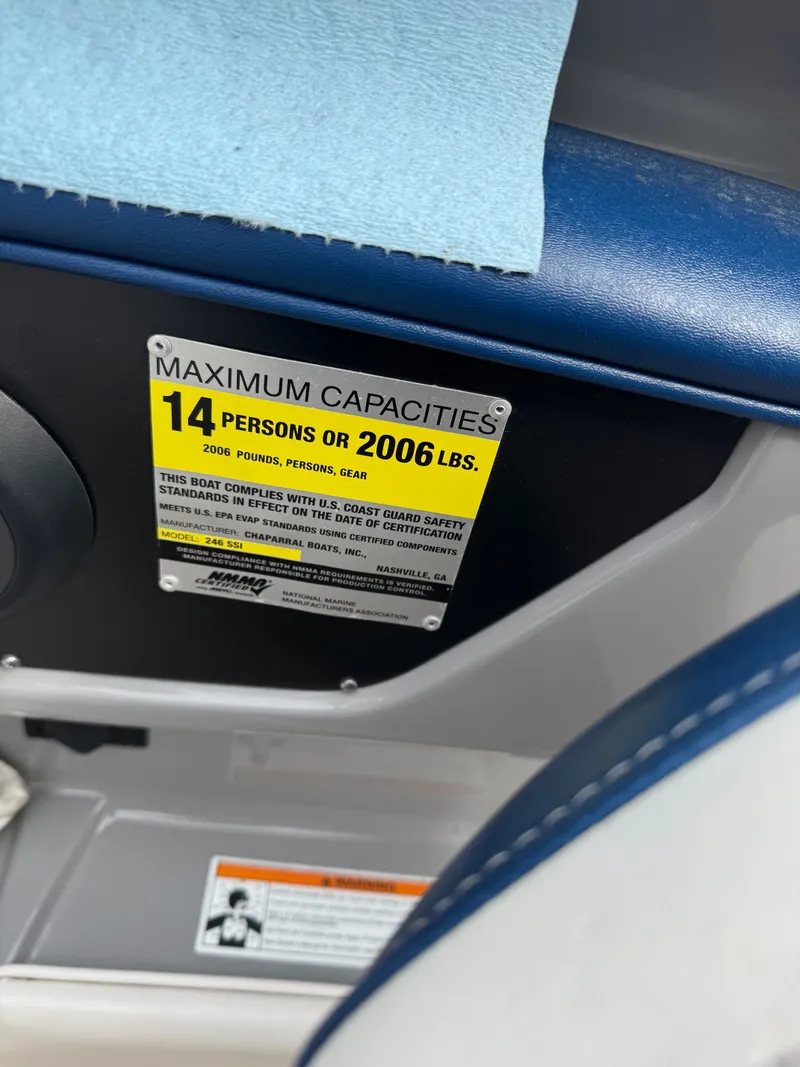 MAXIMUM CAPACITIES
14 PERSONS OR 2006 LBS.
2006 POUNDS, PERSONS, GEAR
THIS BOAT COMPLIES WITH U.S. COAST GUARD SAFETY
STANDARDS IN EFFECT ON THE DATE OF CERTIFICATION
MEETS U.S. EPA EVAP STANDARDS USING CERTIFIED COMPONENTS
MANUFACTURER: CHAPARRAL BOATS, INC.,
MODEL: 246 SSI
NASHVILLE, GA
DESIGN COMPLIANCE WITH NMMA REQUIREMENTS IS VERIFIED.
MANUFACTURER RESPONSIBLE FOR PRODUCTION CONTROL.
NMMA
CERTIFIED
NATIONAL MARINE
MANUFACTURERS ASSOCIATION
WARNING